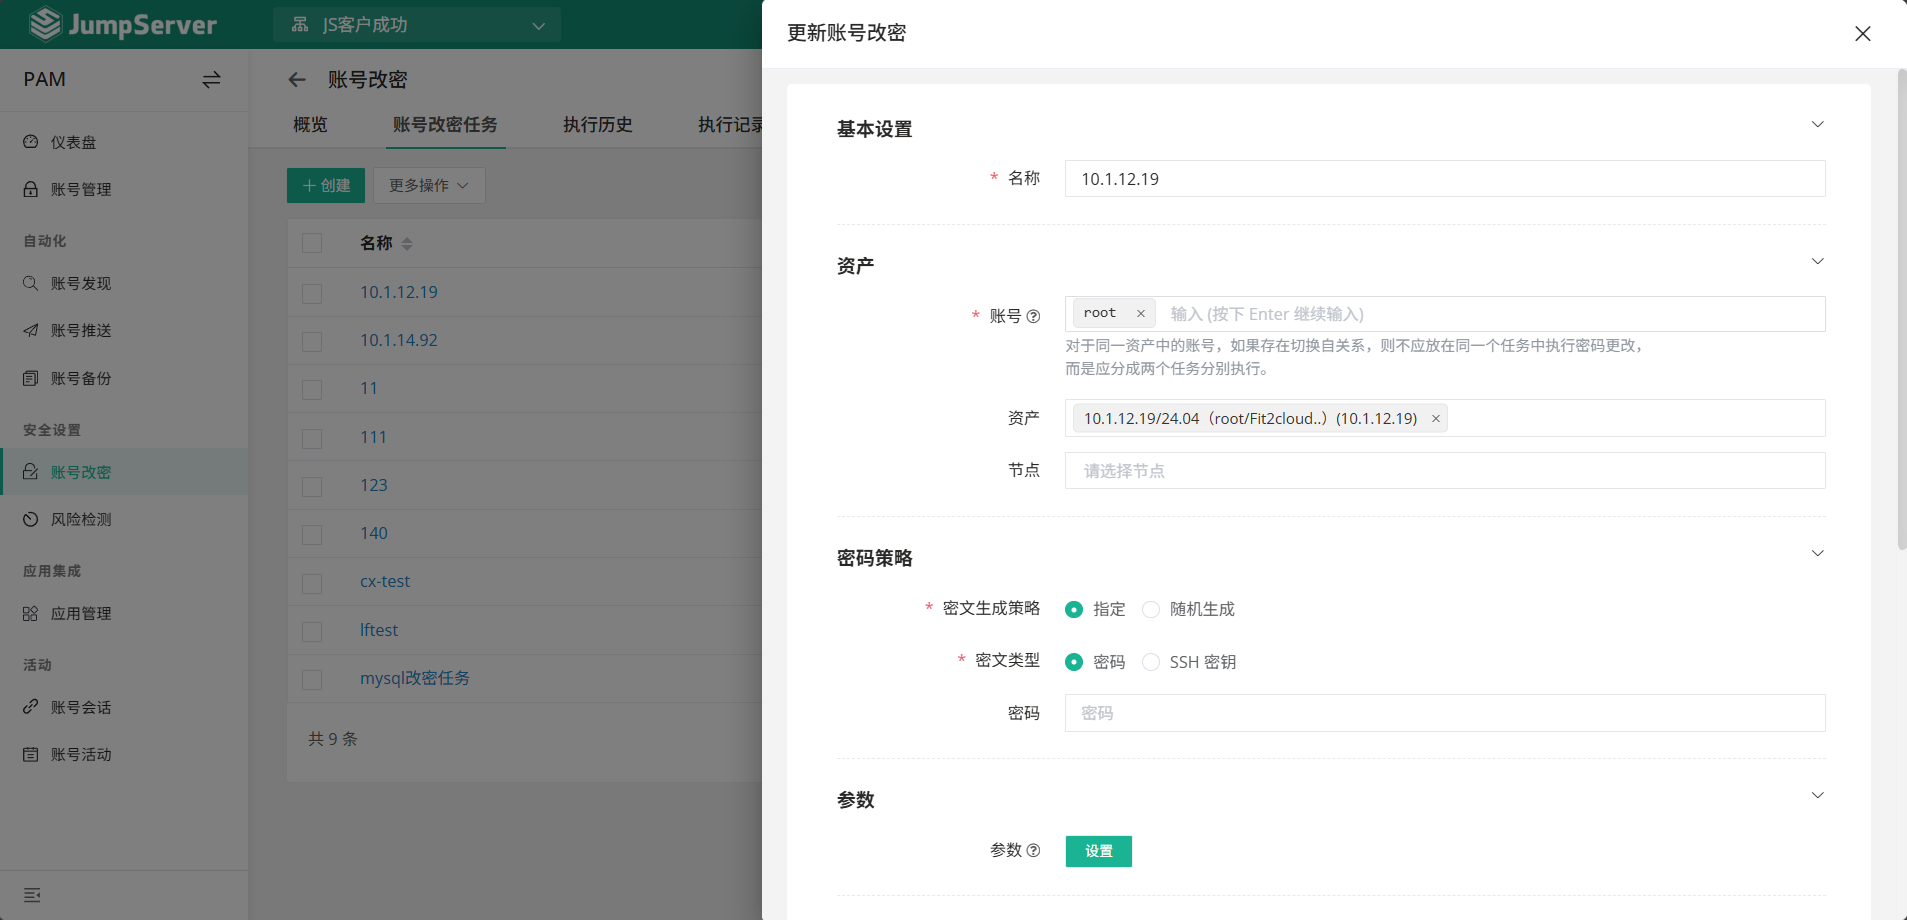 JumpServer
JS客户成功
PAM
仪表盘
账号管理
自动化
账号发现
账号推送
账号备份
安全设置
账号改密
风险检测
应用集成
应用管理
活动
账号会话
账号活动
账号改密
概览 账号改密任务 执行历史 执行记录
创建 更多操作
名称
10.1.12.19
10.1.14.92
11
111
123
140
cx-test
lftest
mysql改密任务
共 9 条
更新账号改密
基本设置
* 名称 10.1.12.19
资产
* 账号 root × 输入 (按下 Enter 继续输入)
对于同一资产中的账号，如果存在切换自关系，则不应放在同一个任务中执行密码更改，
而是应分成两个任务分别执行。
资产 10.1.12.19/24.04（root/Fit2cloud..）(10.1.12.19) ×
节点 请选择节点
密码策略
* 密文生成策略 指定 随机生成
* 密文类型 密码 SSH 密钥
密码 密码
参数
参数 设置